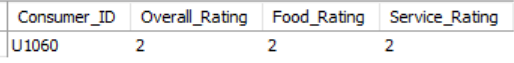 Consumer_ID Overall_Rating Food_Rating Service_Rating
U1060 2 2 2